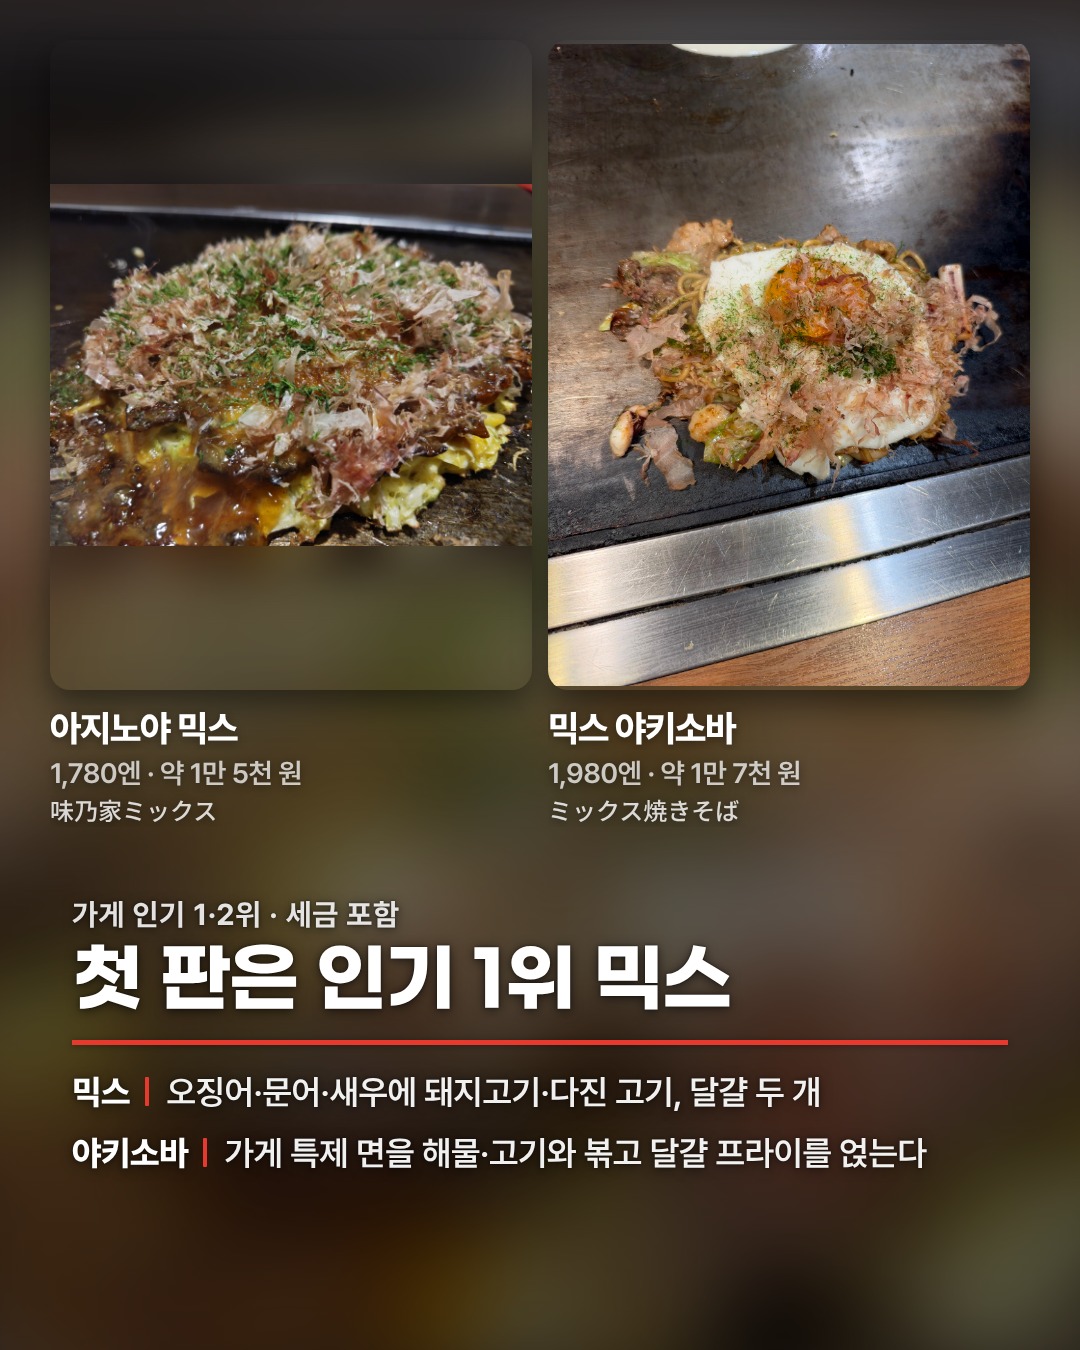 아지노야 믹스
1,780엔 · 약 1만 5천 원
味乃家ミックス
믹스 야키소바
1,980엔 · 약 1만 7천 원
ミックス焼きそば
가게 인기 1·2위 · 세금 포함
첫 판은 인기 1위 믹스
믹스 | 오징어·문어·새우에 돼지고기·다진 고기, 달걀 두 개
야키소바 | 가게 특제 면을 해물·고기와 볶고 달걀 프라이를 얹는다